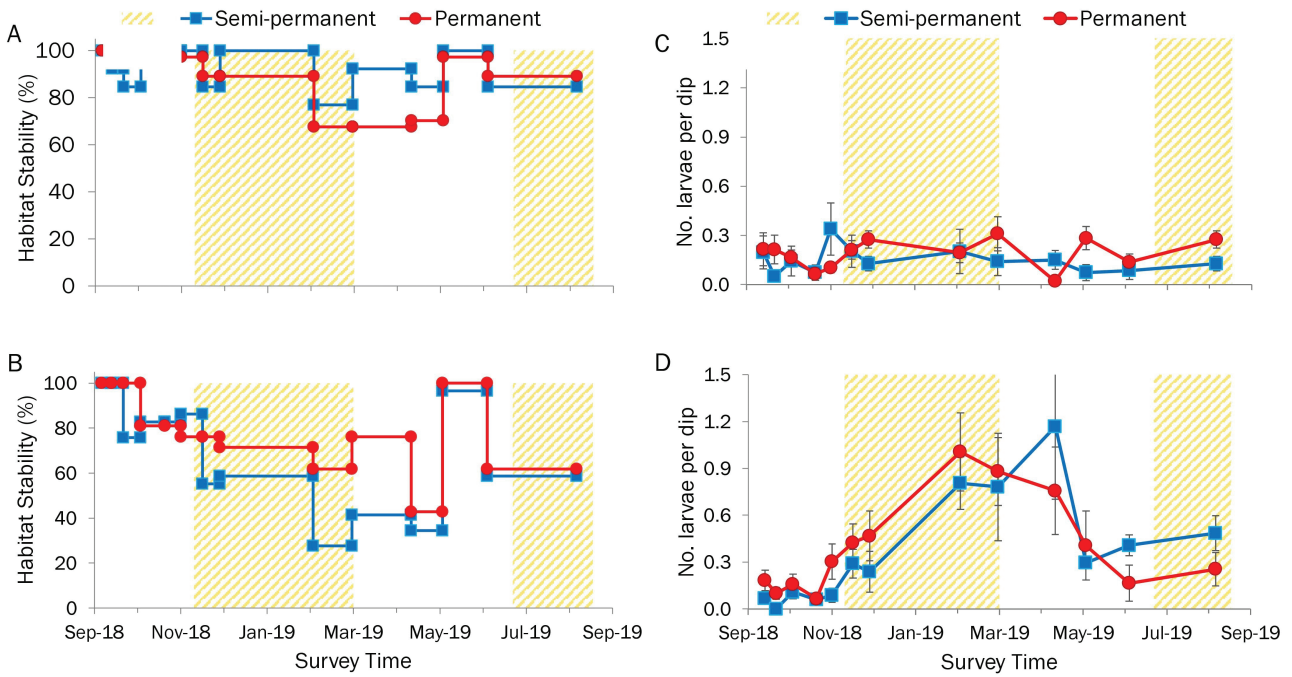 Semi-permanent Permanent
A
100
80
60
40
20
0
Habitat Stability (%)
B
100
80
60
40
20
0
Habitat Stability (%)
Sep-18 Nov-18 Jan-19 Mar-19 May-19 Jul-19 Sep-19
Survey Time
Semi-permanent Permanent
C
1.5
1.2
0.9
0.6
0.3
0.0
No. larvae per dip
D
1.5
1.2
0.9
0.6
0.3
0.0
No. larvae per dip
Sep-18 Nov-18 Jan-19 Mar-19 May-19 Jul-19 Sep-19
Survey Time